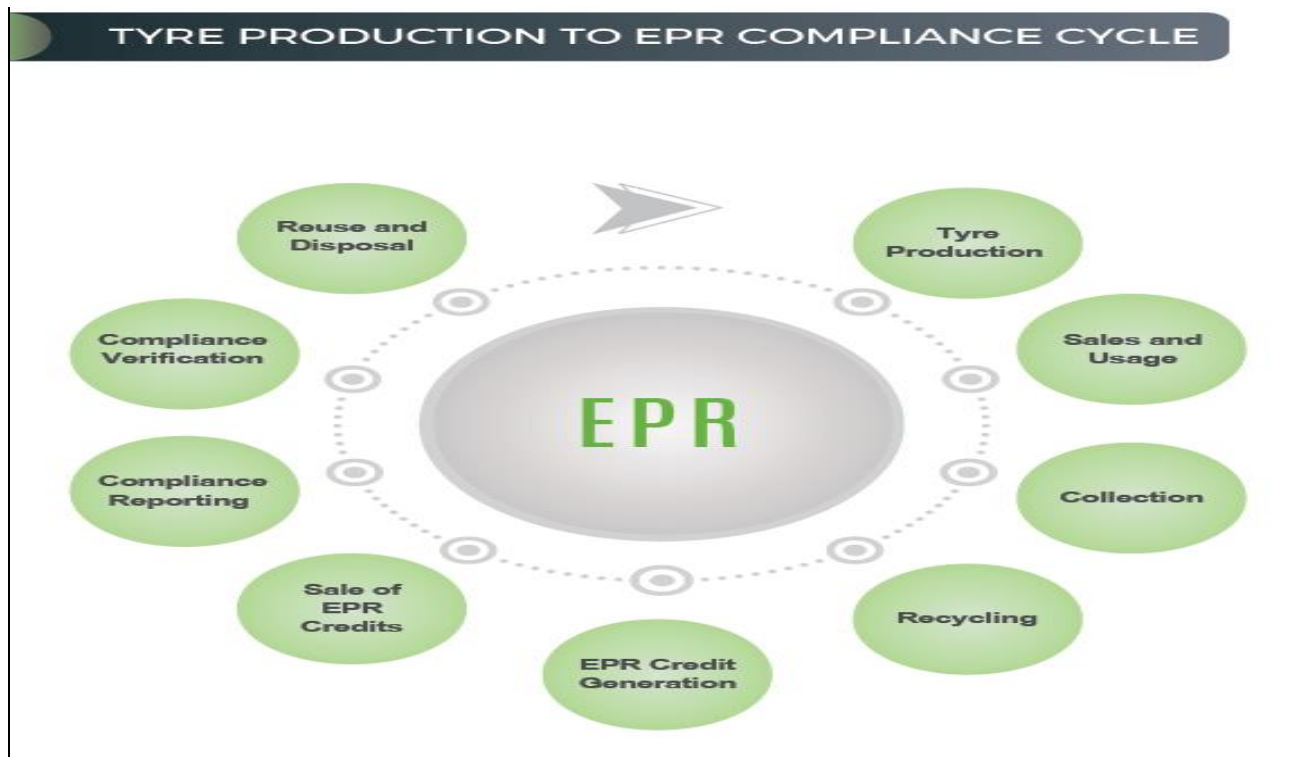 TYRE PRODUCTION TO EPR COMPLIANCE CYCLE
Tyre
Production
Sales and
Usage
Collection
Recycling
EPR Credit
Generation
Sale of
EPR
Credits
Compliance
Reporting
Compliance
Verification
Reuse and
Disposal
EPR